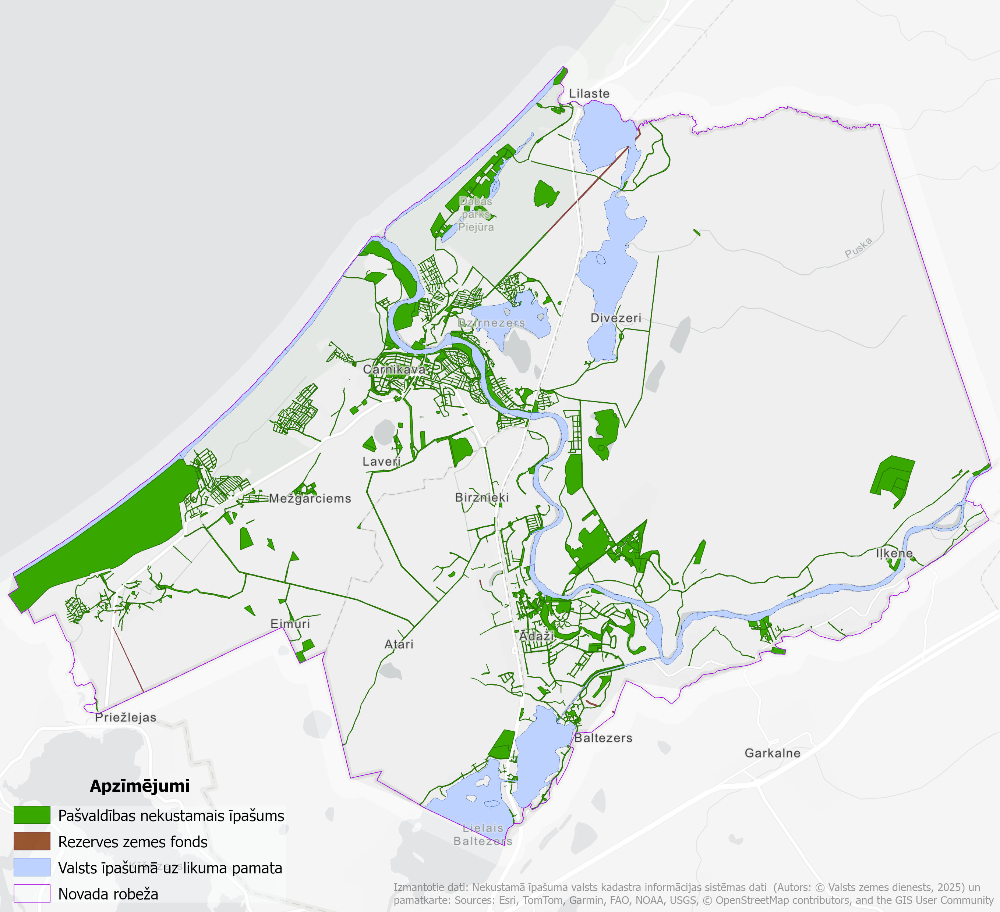 Lilaste
Dabas
parks
Piejūra
Puska
Dzirnezers
Divezeri
Carnikava
Laveri
Mežgarciems
Birznieki
Iļķene
Eimuri
Atari
Ādaži
Priežlejas
Baltezers
Garkalne
Lielais
Baltezers
Ķīšezers
Apzīmējumi
Pašvaldības nekustamais īpašums
Rezerves zemes fonds
Valsts īpašumā uz likuma pamata
Novada robeža
Izmantotie dati: Nekustamā īpašuma valsts kadastra informācijas sistēmas dati (Autors: © Valsts zemes dienests, 2025) un
pamatkarte: Sources: Esri, TomTom, Garmin, FAO, NOAA, USGS, © OpenStreetMap contributors, and the GIS User Community